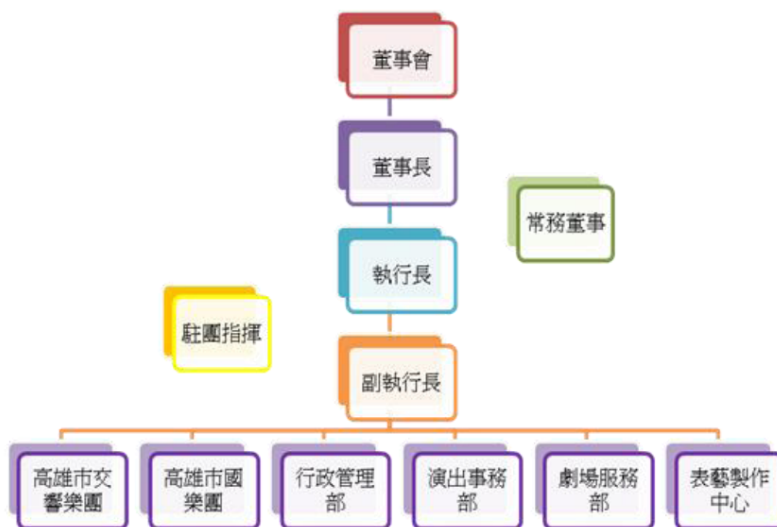 董事會
董事長
常務董事
執行長
駐團指揮
副執行長
高雄市交
響樂團
高雄市國
樂團
行政管理
部
演出事務
部
劇場服務
部
表藝製作
中心